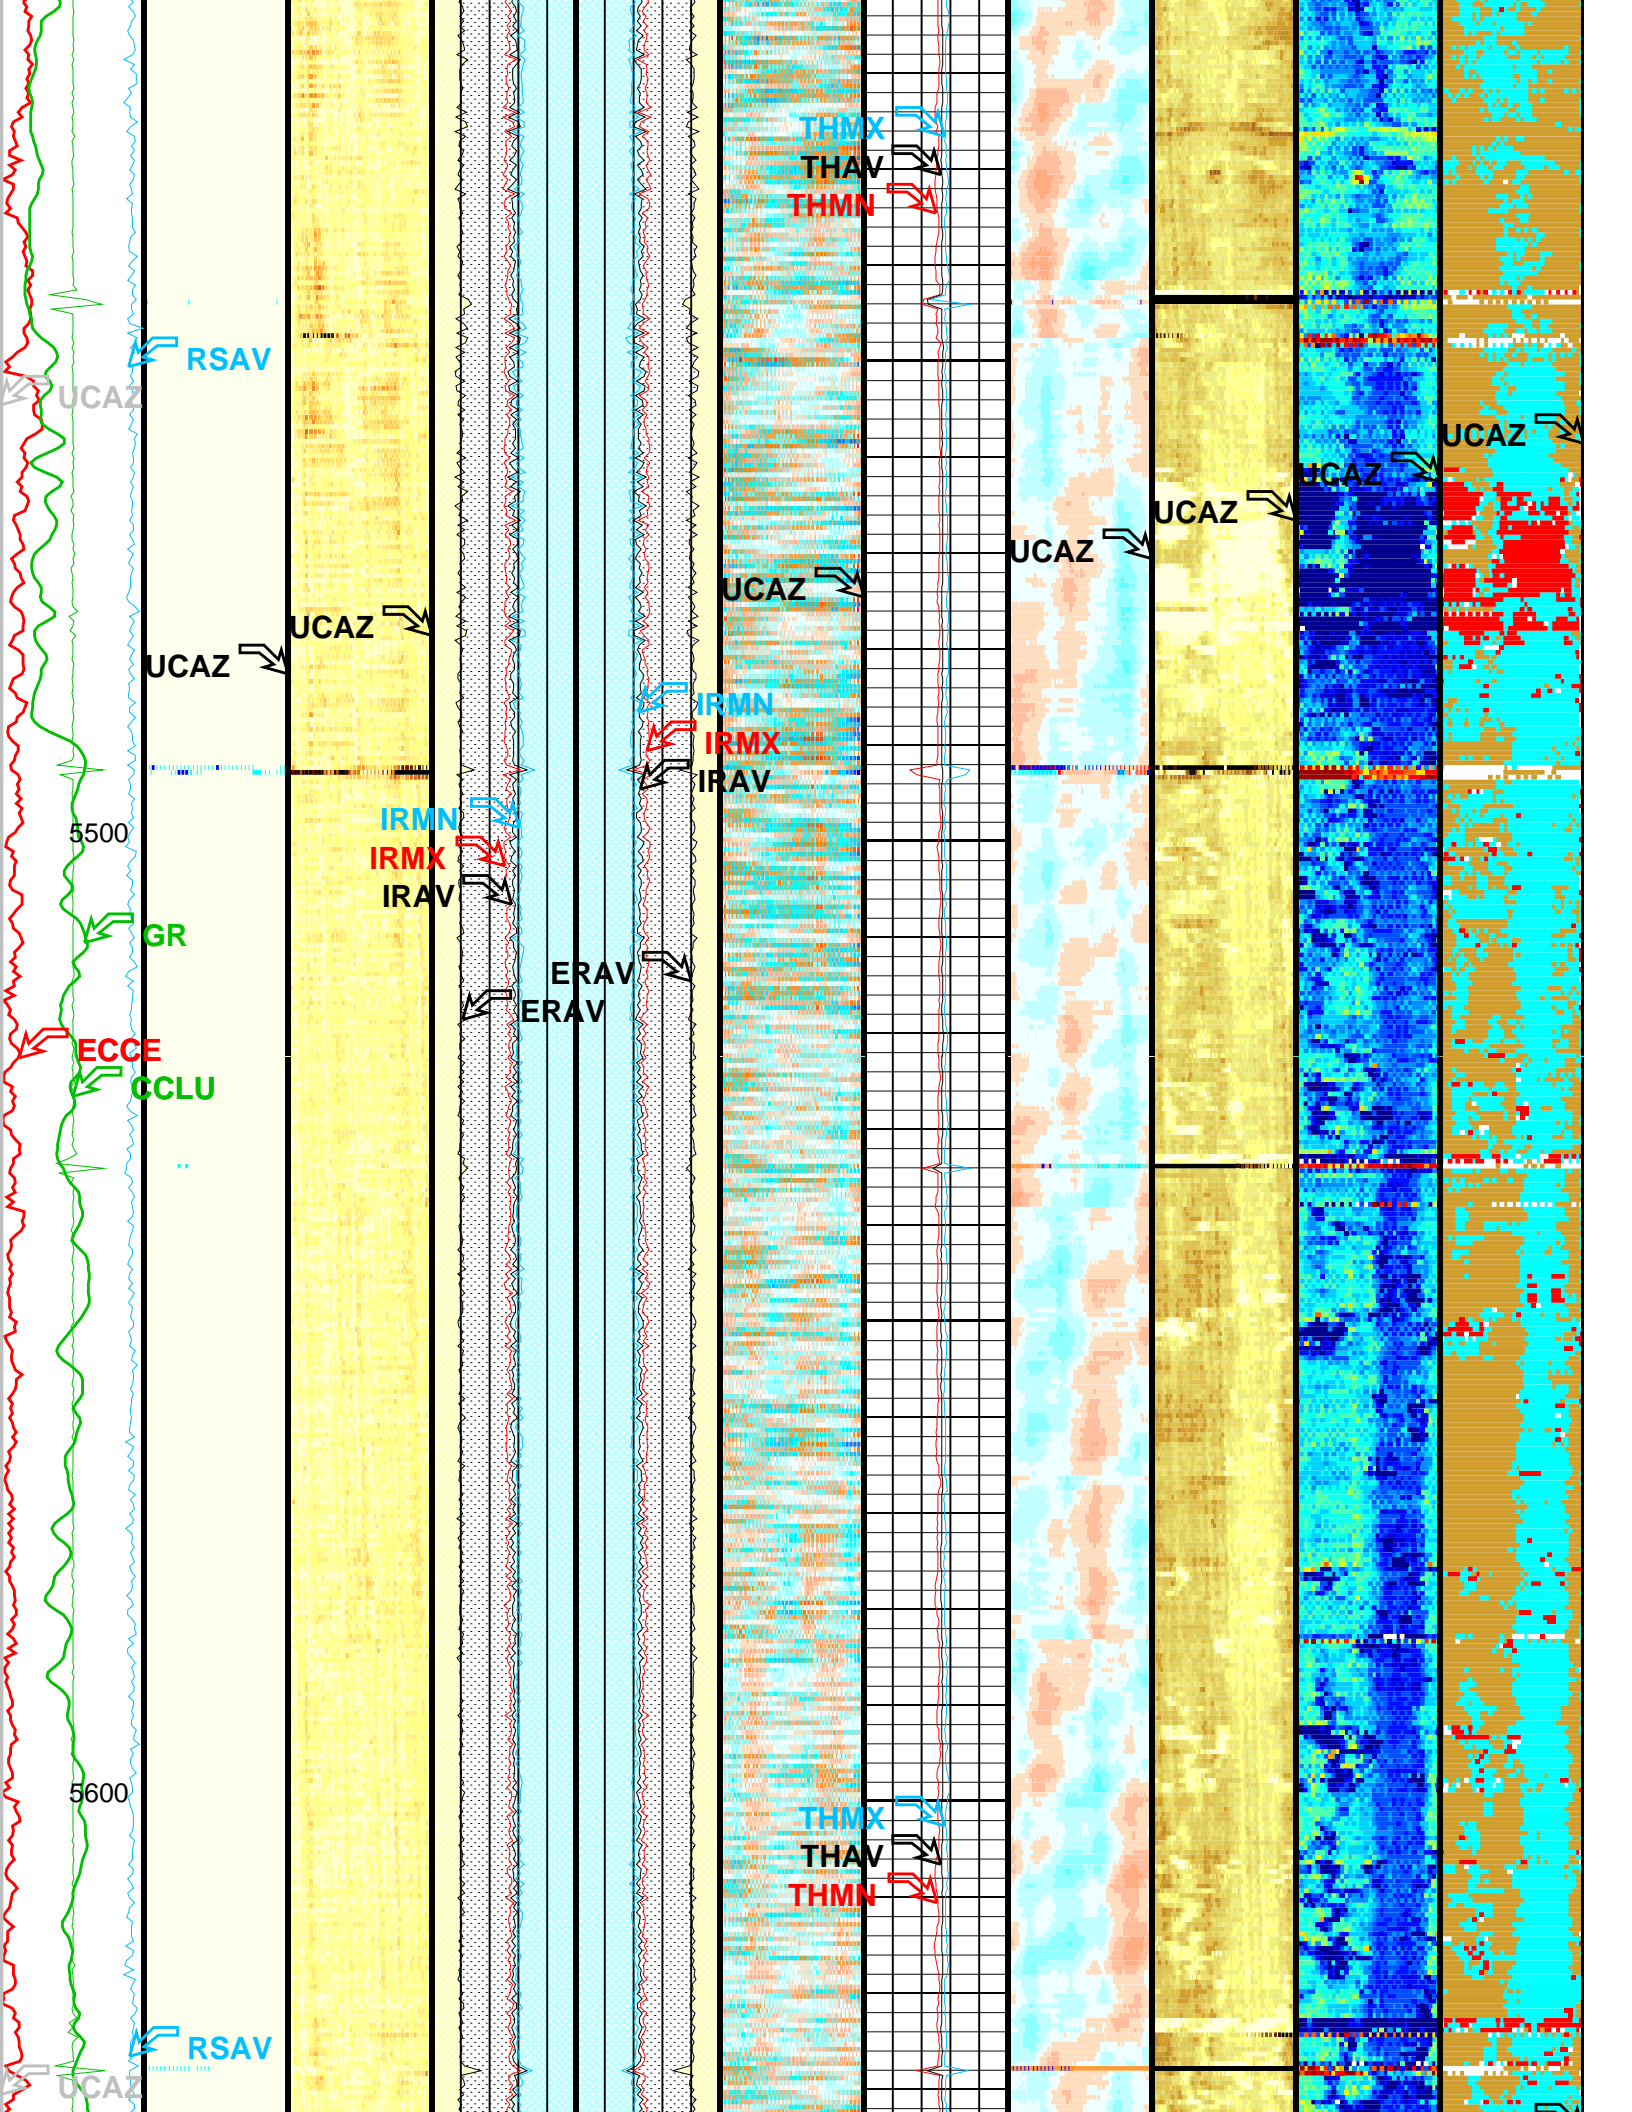 THMX
THAV
THMN
RSAV
UCAZ
UCAZ
UCAZ
UCAZ
UCAZ
UCAZ
UCAZ
UCAZ
IRMN
IRMX
IRAV
IRMN
5500
IRMX
IRAV
GR
ERAV
ERAV
ECCE
CCLU
5600
THMX
THAV
THMN
RSAV
UCAZ